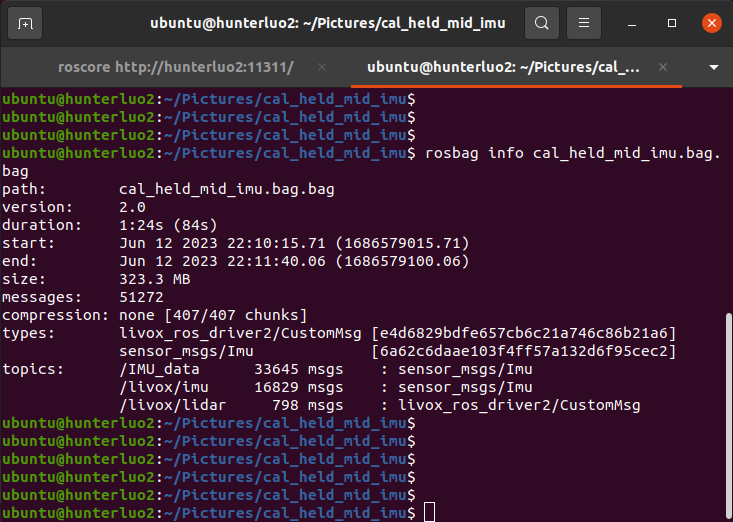 ubuntu@hunterluo2: ~/Pictures/cal_held_mid_imu
roscore http://hunterluo2:11311/
ubuntu@hunterluo2: ~/Pictures/cal_…
ubuntu@hunterluo2:~/Pictures/cal_held_mid_imu$
ubuntu@hunterluo2:~/Pictures/cal_held_mid_imu$
ubuntu@hunterluo2:~/Pictures/cal_held_mid_imu$
ubuntu@hunterluo2:~/Pictures/cal_held_mid_imu$ rosbag info cal_held_mid_imu.bag.
bag
path:        cal_held_mid_imu.bag.bag
version:     2.0
duration:    1:24s (84s)
start:       Jun 12 2023 22:10:15.71 (1686579015.71)
end:         Jun 12 2023 22:11:40.06 (1686579100.06)
size:        323.3 MB
messages:    51272
compression: none [407/407 chunks]
types:       livox_ros_driver2/CustomMsg [e4d6829bdfe657cb6c21a746c86b21a6]
             sensor_msgs/Imu             [6a62c6daae103f4ff57a132d6f95cec2]
topics:      /IMU_data      33645 msgs    : sensor_msgs/Imu
             /livox/imu     16829 msgs    : sensor_msgs/Imu
             /livox/lidar     798 msgs    : livox_ros_driver2/CustomMsg
ubuntu@hunterluo2:~/Pictures/cal_held_mid_imu$
ubuntu@hunterluo2:~/Pictures/cal_held_mid_imu$
ubuntu@hunterluo2:~/Pictures/cal_held_mid_imu$
ubuntu@hunterluo2:~/Pictures/cal_held_mid_imu$
ubuntu@hunterluo2:~/Pictures/cal_held_mid_imu$
ubuntu@hunterluo2:~/Pictures/cal_held_mid_imu$